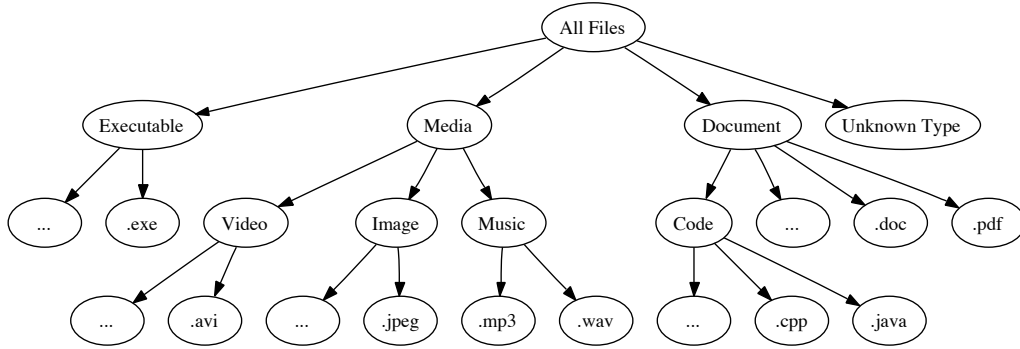 All Files
Executable
Media
Document
Unknown Type
...
.exe
Video
Image
Music
Code
...
.doc
.pdf
...
.avi
...
.jpeg
.mp3
.wav
...
.cpp
.java